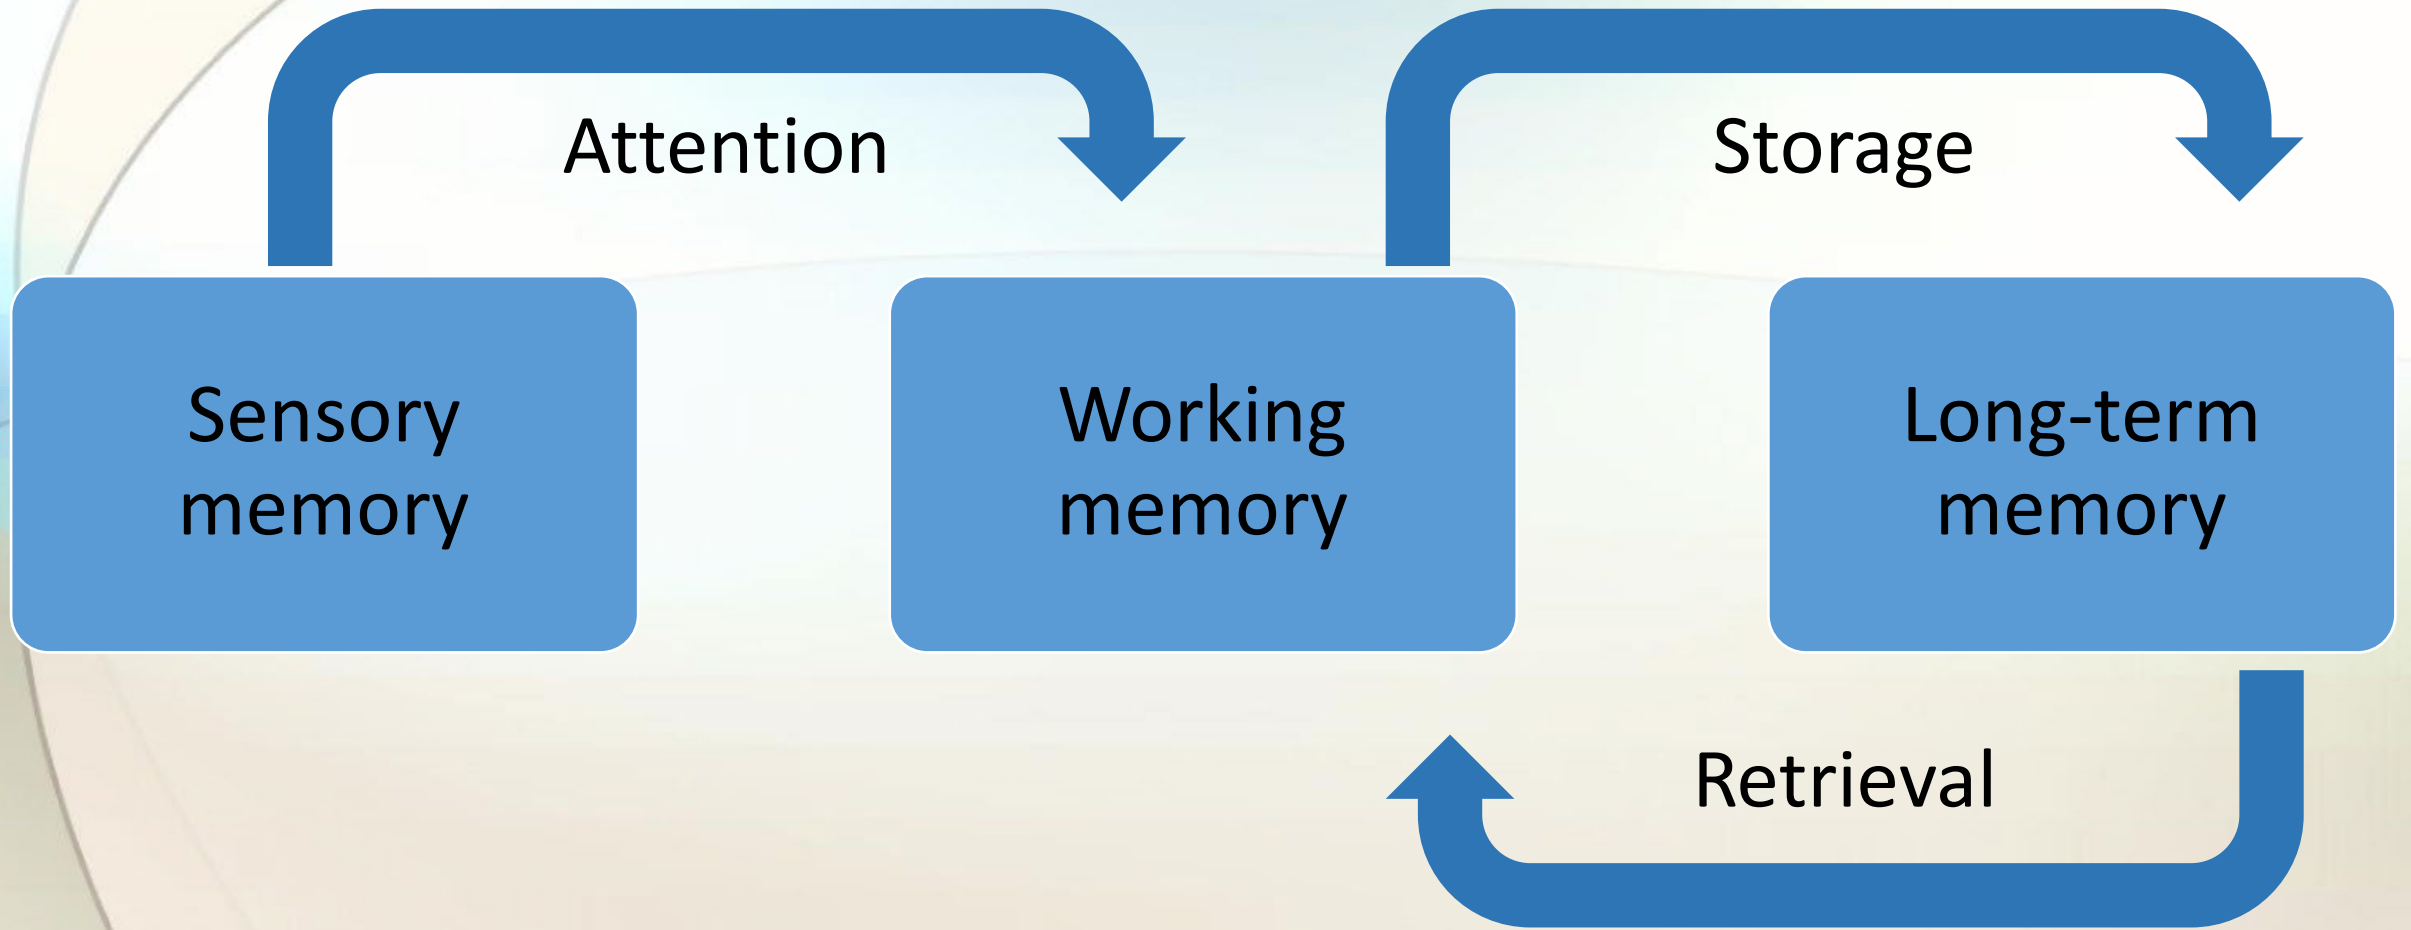 Attention
Storage
Sensory
memory
Working
memory
Long-term
memory
Retrieval